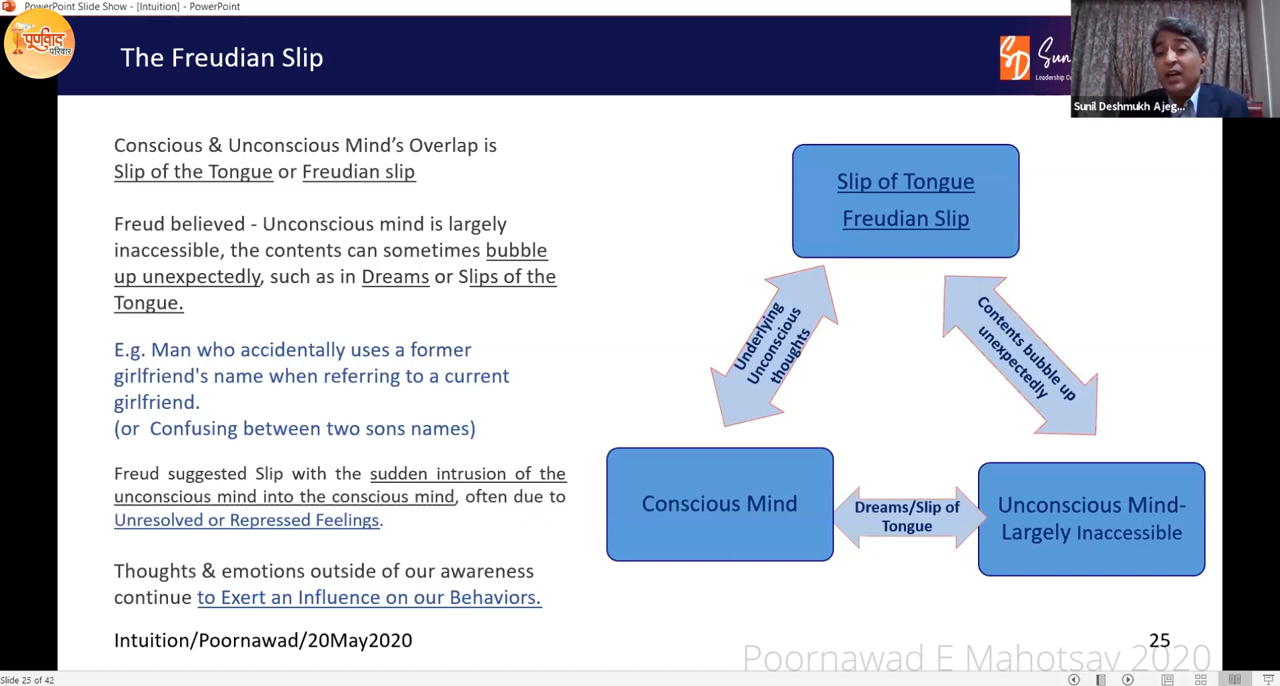 PowerPoint Slide Show - [Intuition] - PowerPoint
पूर्णवाद
परिवार
The Freudian Slip
SD
Sun
Leadership
Sunil Deshmukh Ajeg...
Conscious & Unconscious Mind's Overlap is
Slip of the Tongue or Freudian slip
Freud believed - Unconscious mind is largely
inaccessible, the contents can sometimes bubble
up unexpectedly, such as in Dreams or Slips of the
Tongue.
E.g. Man who accidentally uses a former
girlfriend's name when referring to a current
girlfriend.
(or Confusing between two sons names)
Freud suggested Slip with the sudden intrusion of the
unconscious mind into the conscious mind, often due to
Unresolved or Repressed Feelings.
Thoughts & emotions outside of our awareness
continue to Exert an Influence on our Behaviors.
Slip of Tongue
Freudian Slip
Underlying
Unconscious
thoughts
Contents bubble up
unexpectedly
Conscious Mind
Dreams/Slip of
Tongue
Unconscious Mind-
Largely Inaccessible
Intuition/Poornawad/20May2020
25
Poornawad E Mahotsav 2020
Slide 25 of 42